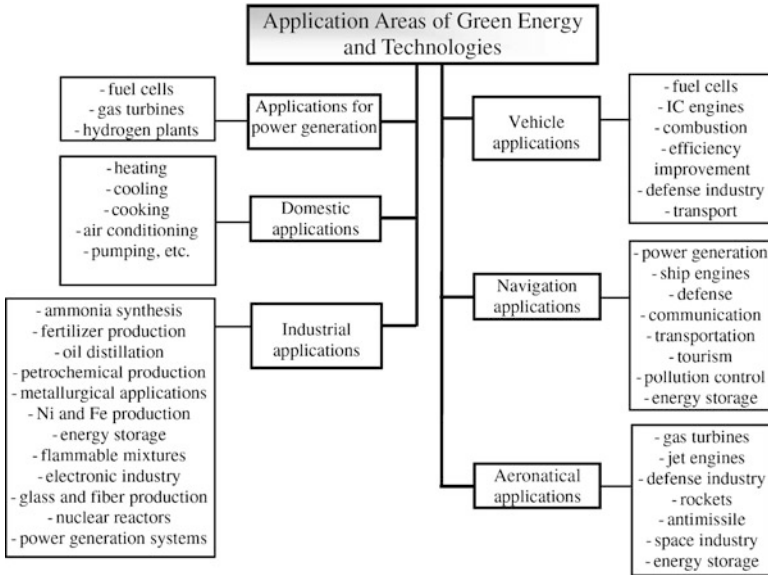 Application Areas of Green Energy
and Technologies
- fuel cells
- gas turbines
- hydrogen plants
Applications for
power generation
- heating
- cooling
- cooking
- air conditioning
- pumping, etc.
Domestic
applications
- ammonia synthesis
- fertilizer production
- oil distillation
- petrochemical production
- metallurgical applications
- Ni and Fe production
- energy storage
- flammable mixtures
- electronic industry
- glass and fiber production
- nuclear reactors
- power generation systems
Industrial
applications
Vehicle
applications
- fuel cells
- IC engines
- combustion
- efficiency
improvement
- defense industry
- transport
Navigation
applications
- power generation
- ship engines
- defense
- communication
- transportation
- tourism
- pollution control
- energy storage
Aeronatical
applications
- gas turbines
- jet engines
- defense industry
- rockets
- antimissile
- space industry
- energy storage